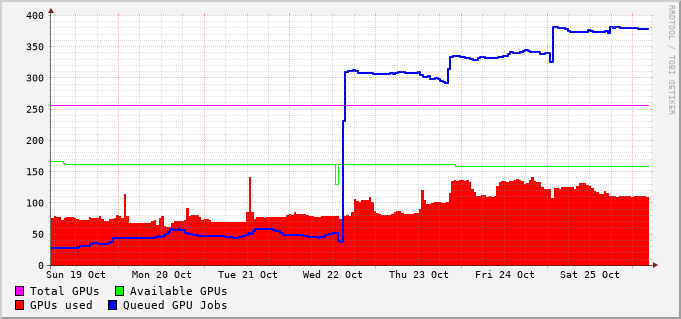 400
350
300
250
200
150
100
50
0
Sun 19 Oct Mon 20 Oct Tue 21 Oct Wed 22 Oct Thu 23 Oct Fri 24 Oct Sat 25 Oct
Total GPUs Available GPUs
GPUs used Queued GPU Jobs
RRDTOOL / TOBI OETIKER